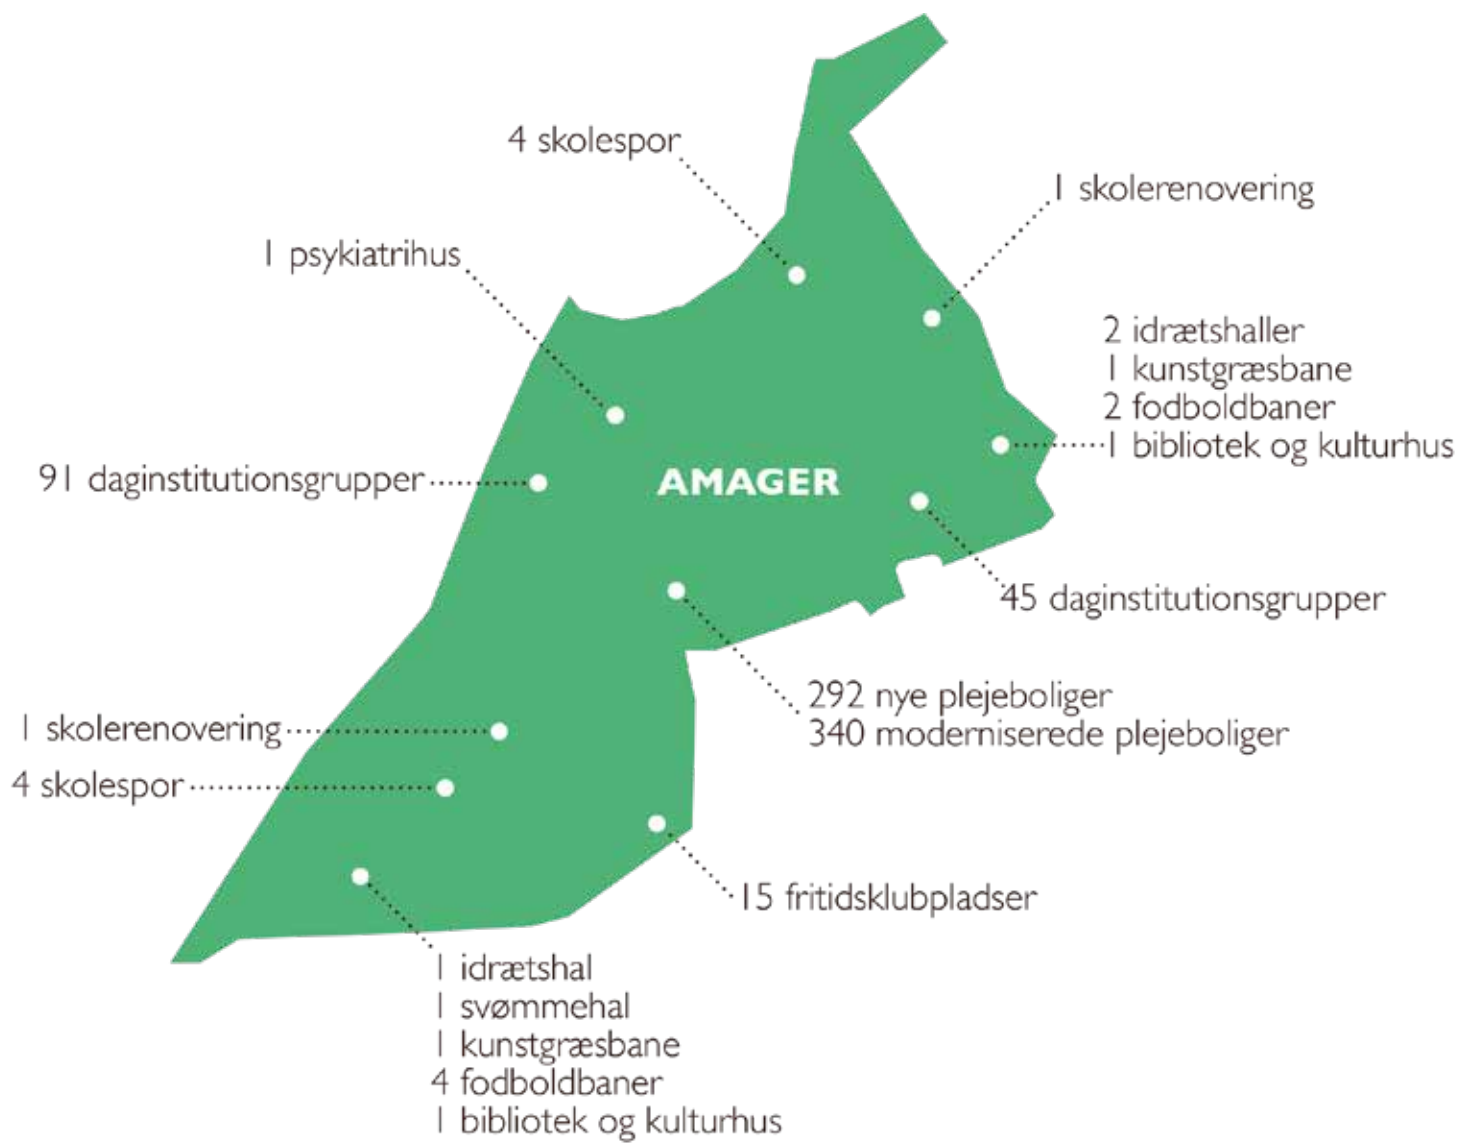 4 skolespor
1 skolerenovering
1 psykiatrihus
2 idrætshaller
1 kunstgræsbane
2 fodboldbaner
1 bibliotek og kulturhus
91 daginstitutionsgrupper
AMAGER
45 daginstitutionsgrupper
292 nye plejeboliger
340 moderniserede plejeboliger
1 skolerenovering
4 skolespor
15 fritidsklubpladser
1 idrætshal
1 svømmehal
1 kunstgræsbane
4 fodboldbaner
1 bibliotek og kulturhus